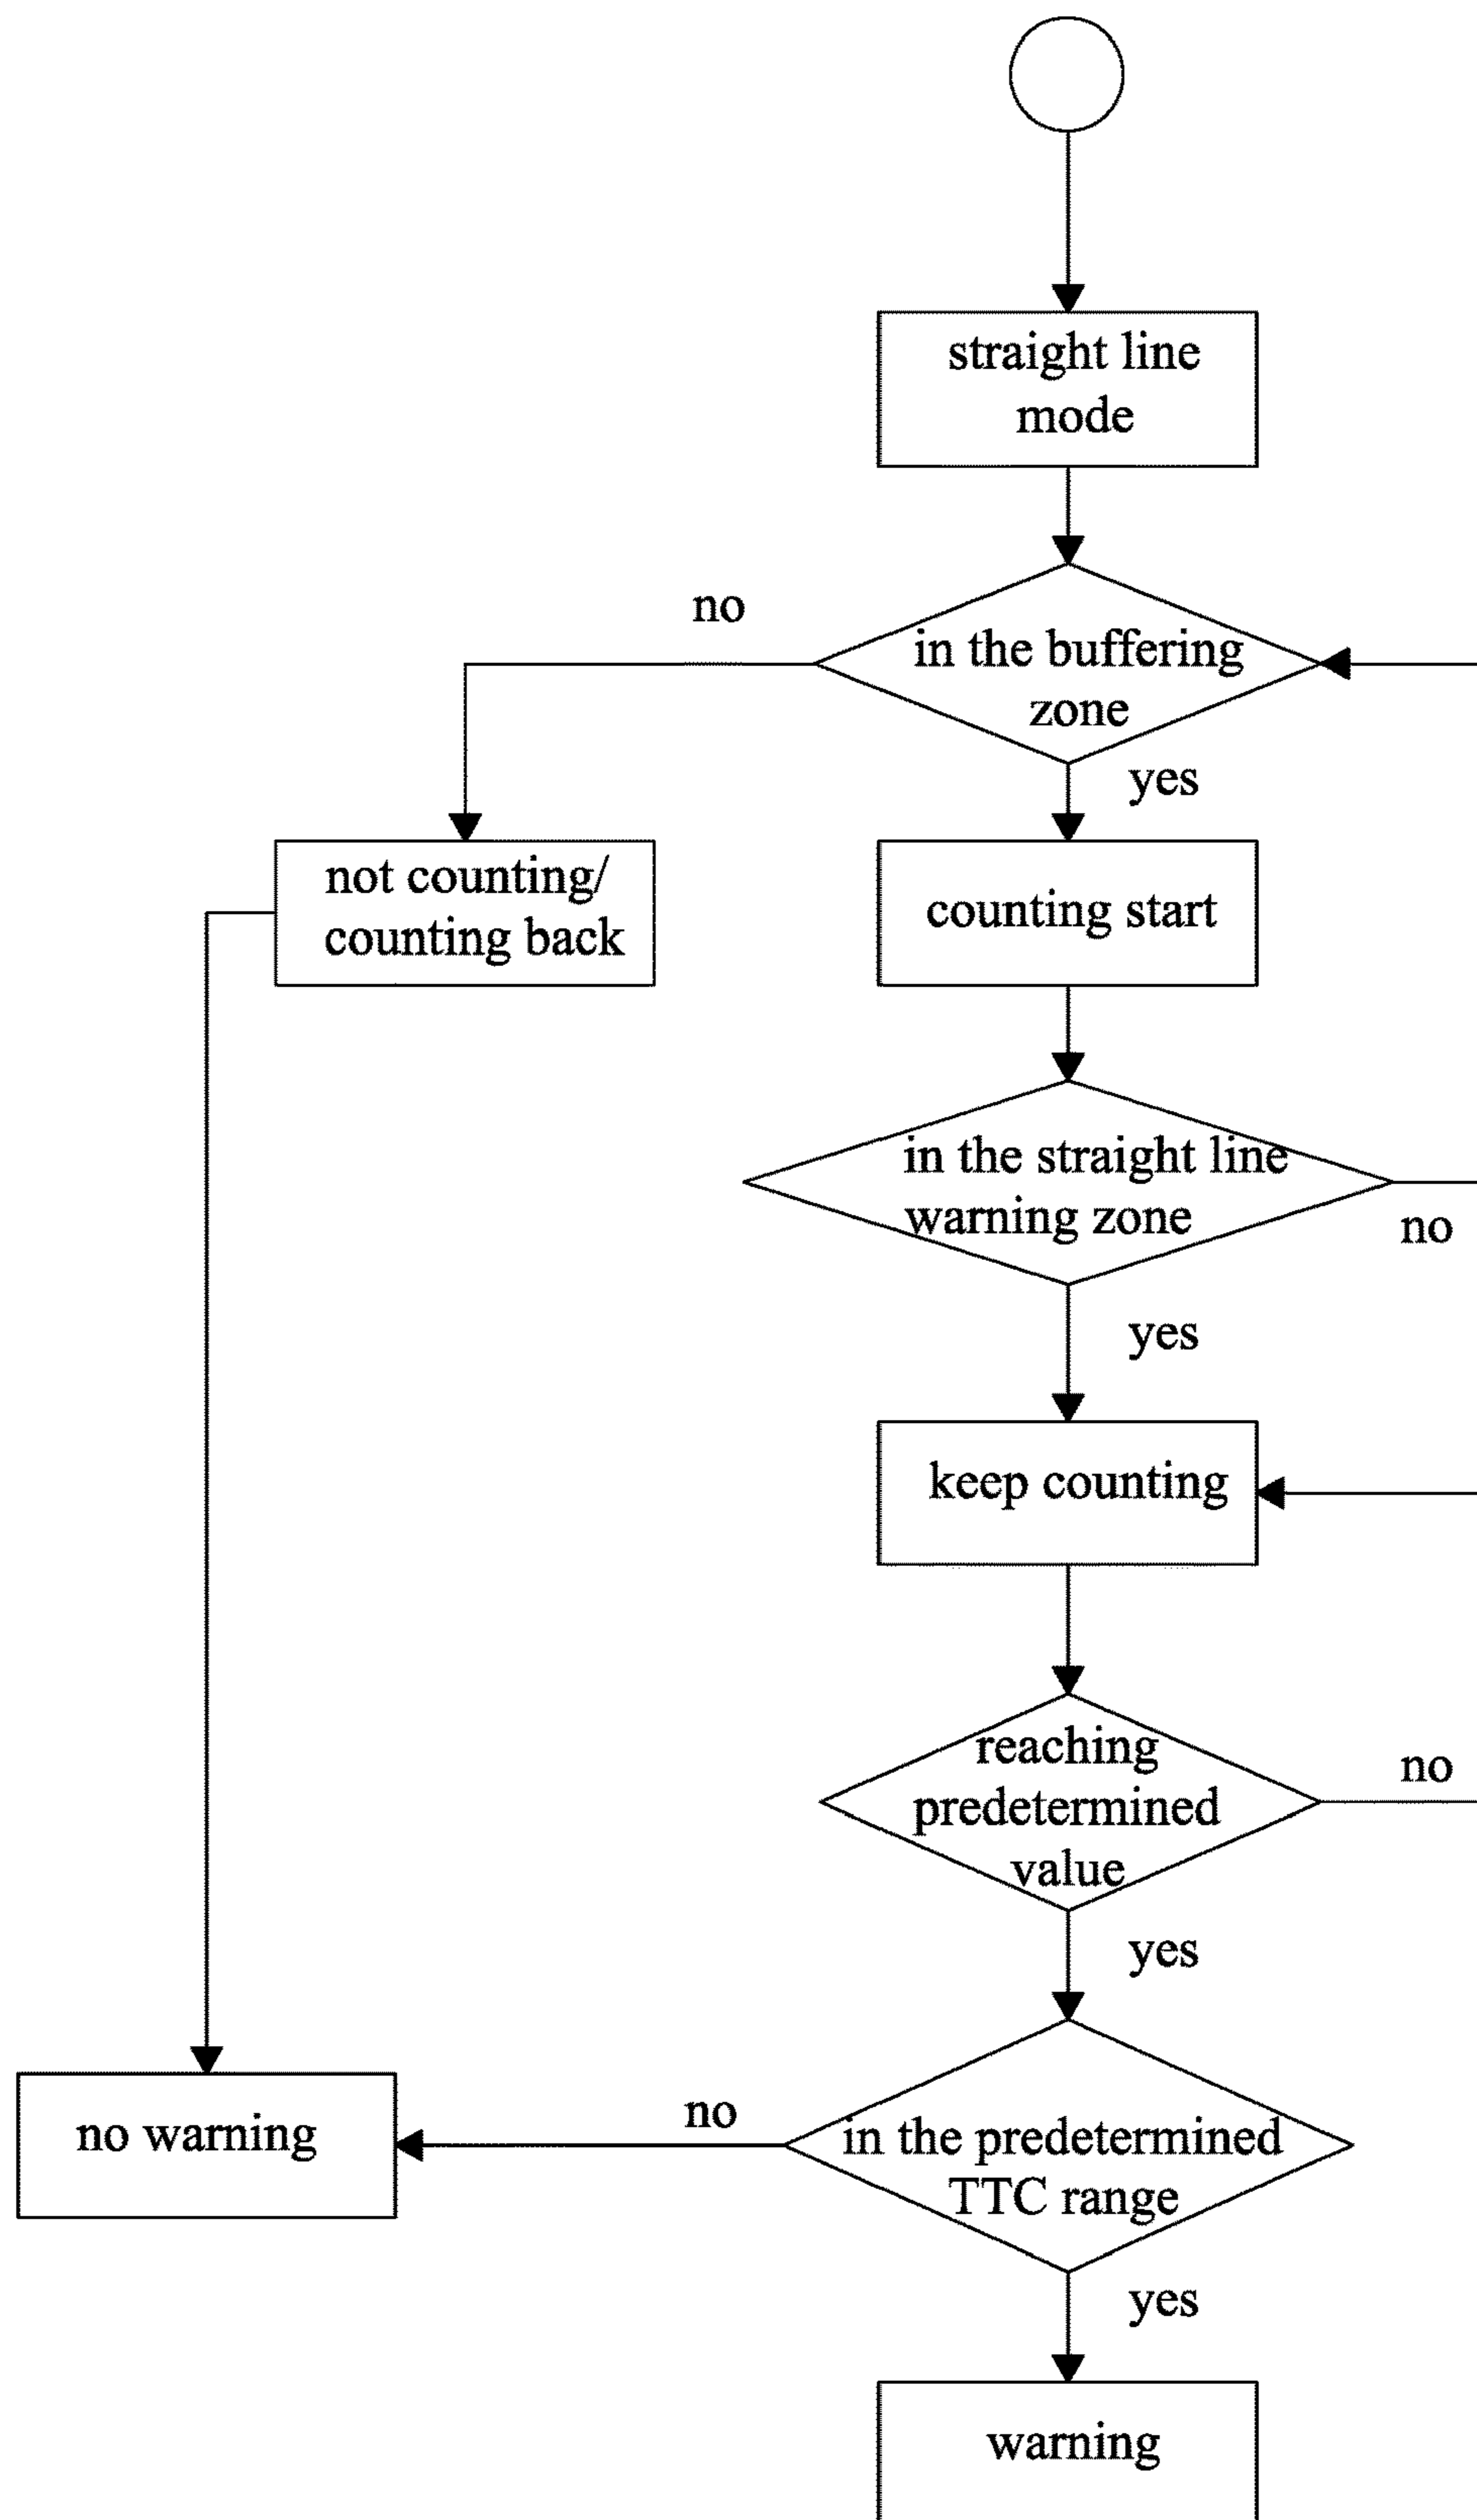 straight line
mode
no
in the buffering
zone
yes
not counting/
counting back
counting start
in the straight line
warning zone
no
yes
keep counting
reaching
predetermined
value
no
yes
no warning
no
in the predetermined
TTC range
yes
warning